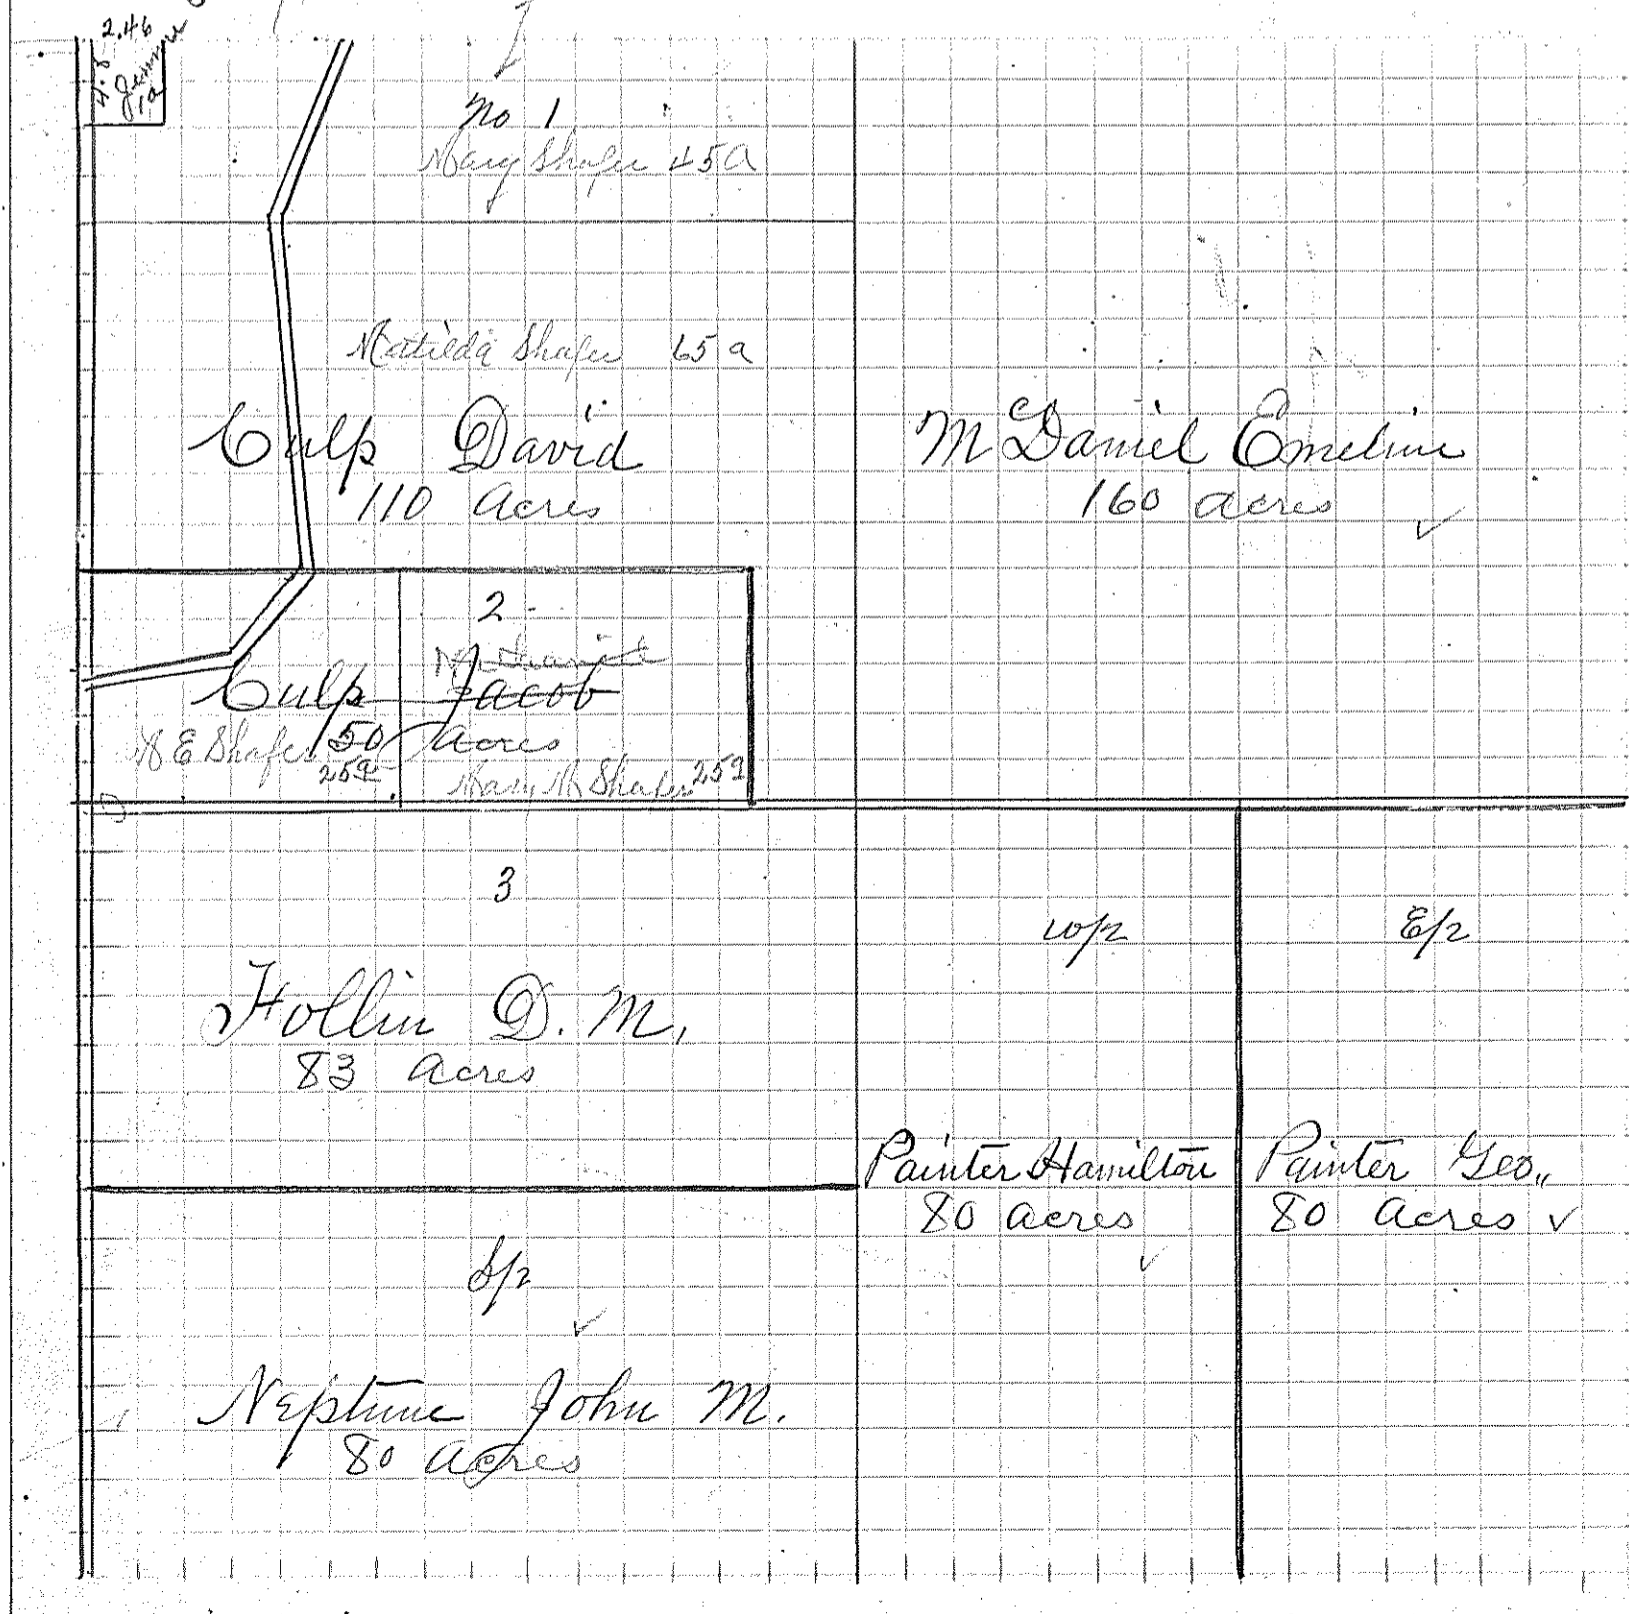 2.46
No 1
Mary Shafer 45a
Matilda Shafer 65 a
Culp David
110 Acres
McDaniel Emeline
160 acres
2
Culp Jacob
50 Acres
N E Shafer
25a
Mary M Shafer 25a
3
Hollin D. M.
83 Acres
W/2
E/2
Painter Hamilton
80 acres
Painter Geo.,
80 Acres
S/2
Neptune John M.
80 Acres